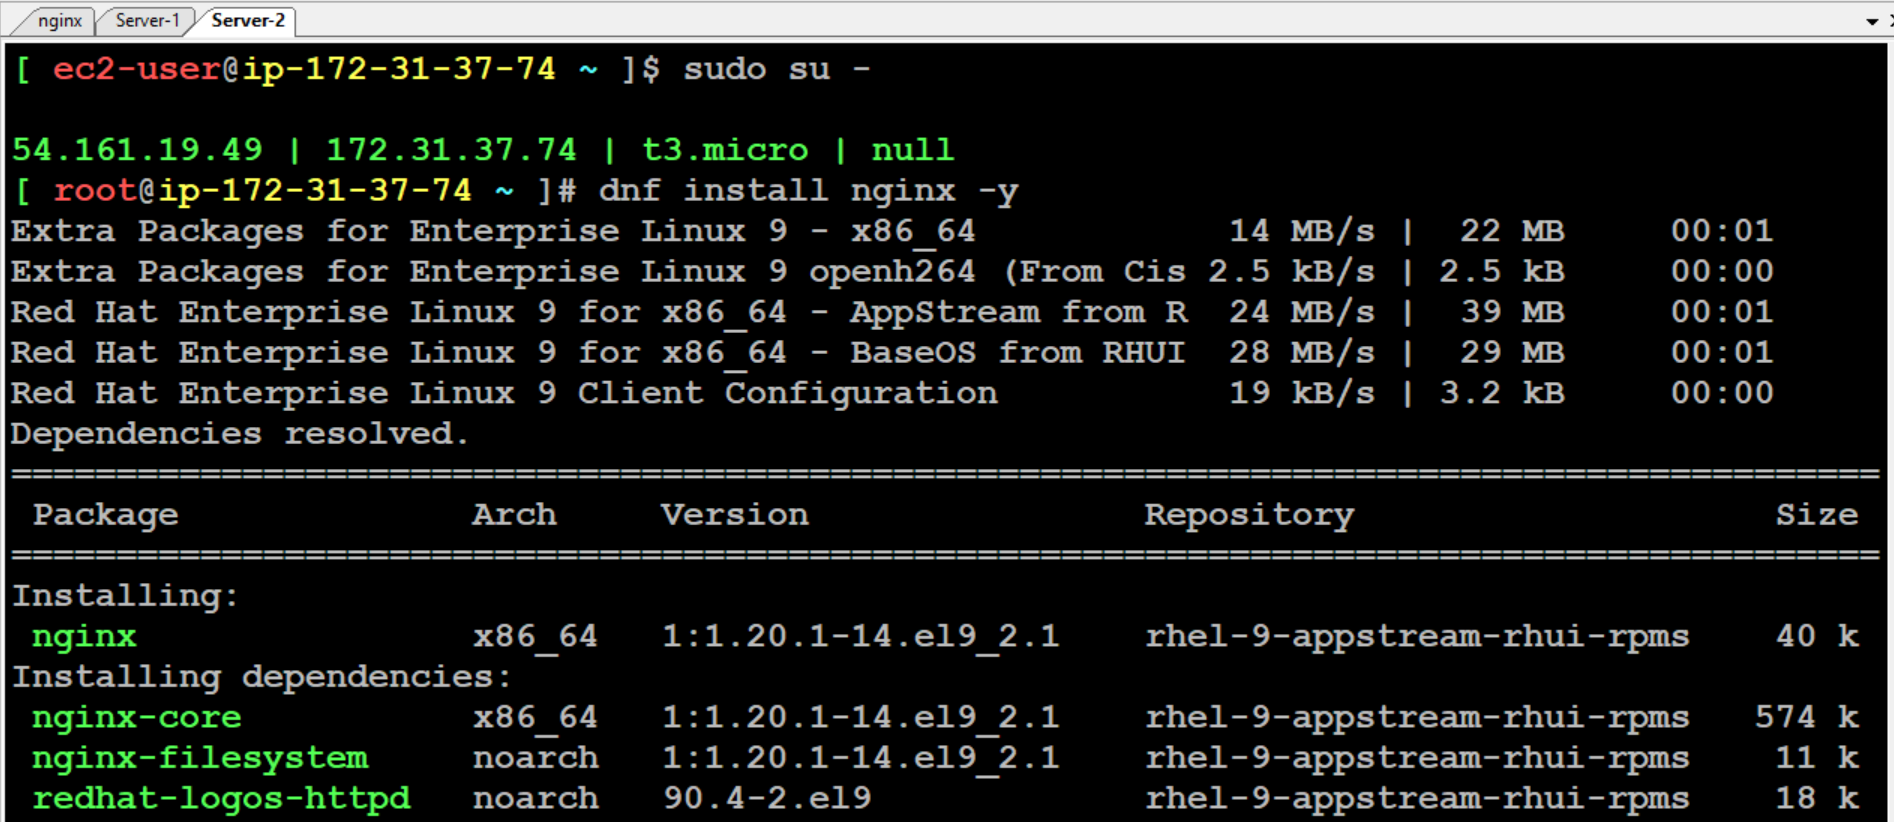 nginx Server-1 Server-2
[ ec2-user@ip-172-31-37-74 ~ ]$ sudo su -
54.161.19.49 | 172.31.37.74 | t3.micro | null
[ root@ip-172-31-37-74 ~ ]# dnf install nginx -y
Extra Packages for Enterprise Linux 9 - x86_64 14 MB/s | 22 MB 00:01
Extra Packages for Enterprise Linux 9 openh264 (From Cis 2.5 kB/s | 2.5 kB 00:00
Red Hat Enterprise Linux 9 for x86_64 - AppStream from R 24 MB/s | 39 MB 00:01
Red Hat Enterprise Linux 9 for x86_64 - BaseOS from RHUI 28 MB/s | 29 MB 00:01
Red Hat Enterprise Linux 9 Client Configuration 19 kB/s | 3.2 kB 00:00
Dependencies resolved.
=========================================================================================
Package Arch Version Repository Size
=========================================================================================
Installing:
nginx x86_64 1:1.20.1-14.el9_2.1 rhel-9-appstream-rhui-rpms 40 k
Installing dependencies:
nginx-core x86_64 1:1.20.1-14.el9_2.1 rhel-9-appstream-rhui-rpms 574 k
nginx-filesystem noarch 1:1.20.1-14.el9_2.1 rhel-9-appstream-rhui-rpms 11 k
redhat-logos-httpd noarch 90.4-2.el9 rhel-9-appstream-rhui-rpms 18 k